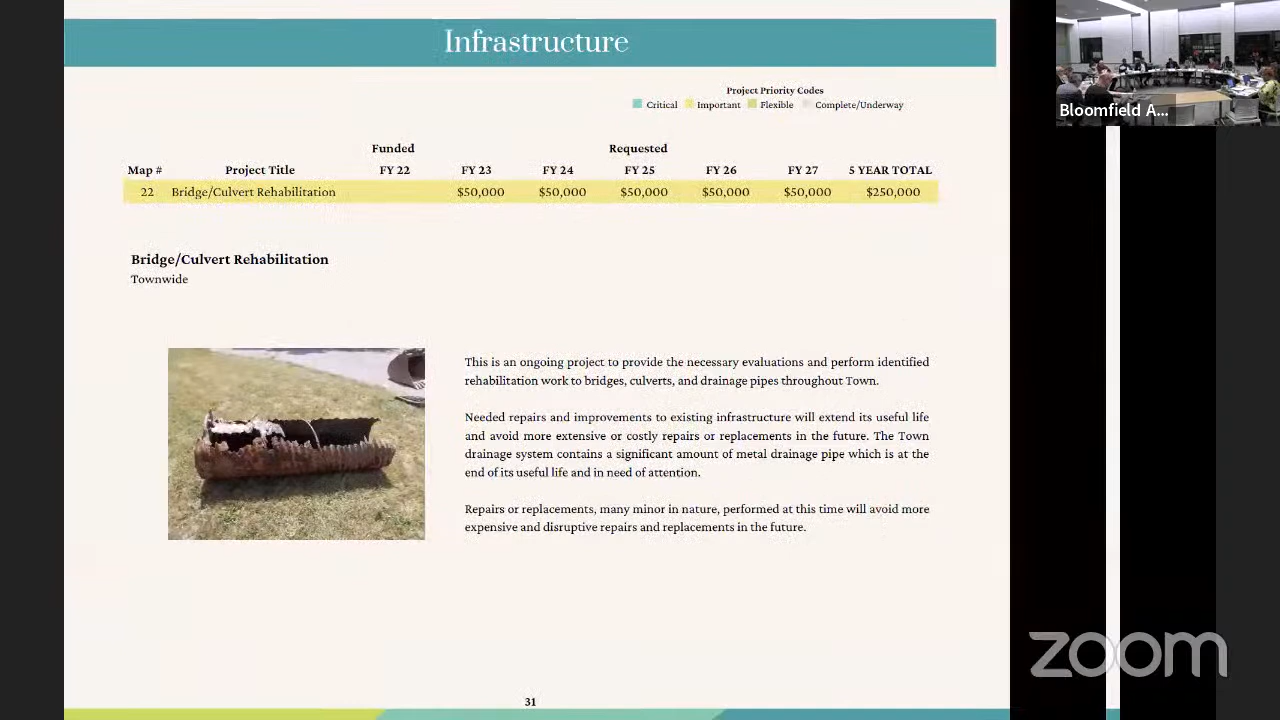 Infrastructure
Bloomfield A...
Project Priority Codes
Critical Important Flexible Complete/Underway
Funded Requested
Map # Project Title FY 22 FY 23 FY 24 FY 25 FY 26 FY 27 5 YEAR TOTAL
22 Bridge/Culvert Rehabilitation $50,000 $50,000 $50,000 $50,000 $50,000 $250,000
Bridge/Culvert Rehabilitation
Townwide
This is an ongoing project to provide the necessary evaluations and perform identified
rehabilitation work to bridges, culverts, and drainage pipes throughout Town.
Needed repairs and improvements to existing infrastructure will extend its useful life
and avoid more extensive or costly repairs or replacements in the future. The Town
drainage system contains a significant amount of metal drainage pipe which is at the
end of its useful life and in need of attention.
Repairs or replacements, many minor in nature, performed at this time will avoid more
expensive and disruptive repairs and replacements in the future.
zoom
31